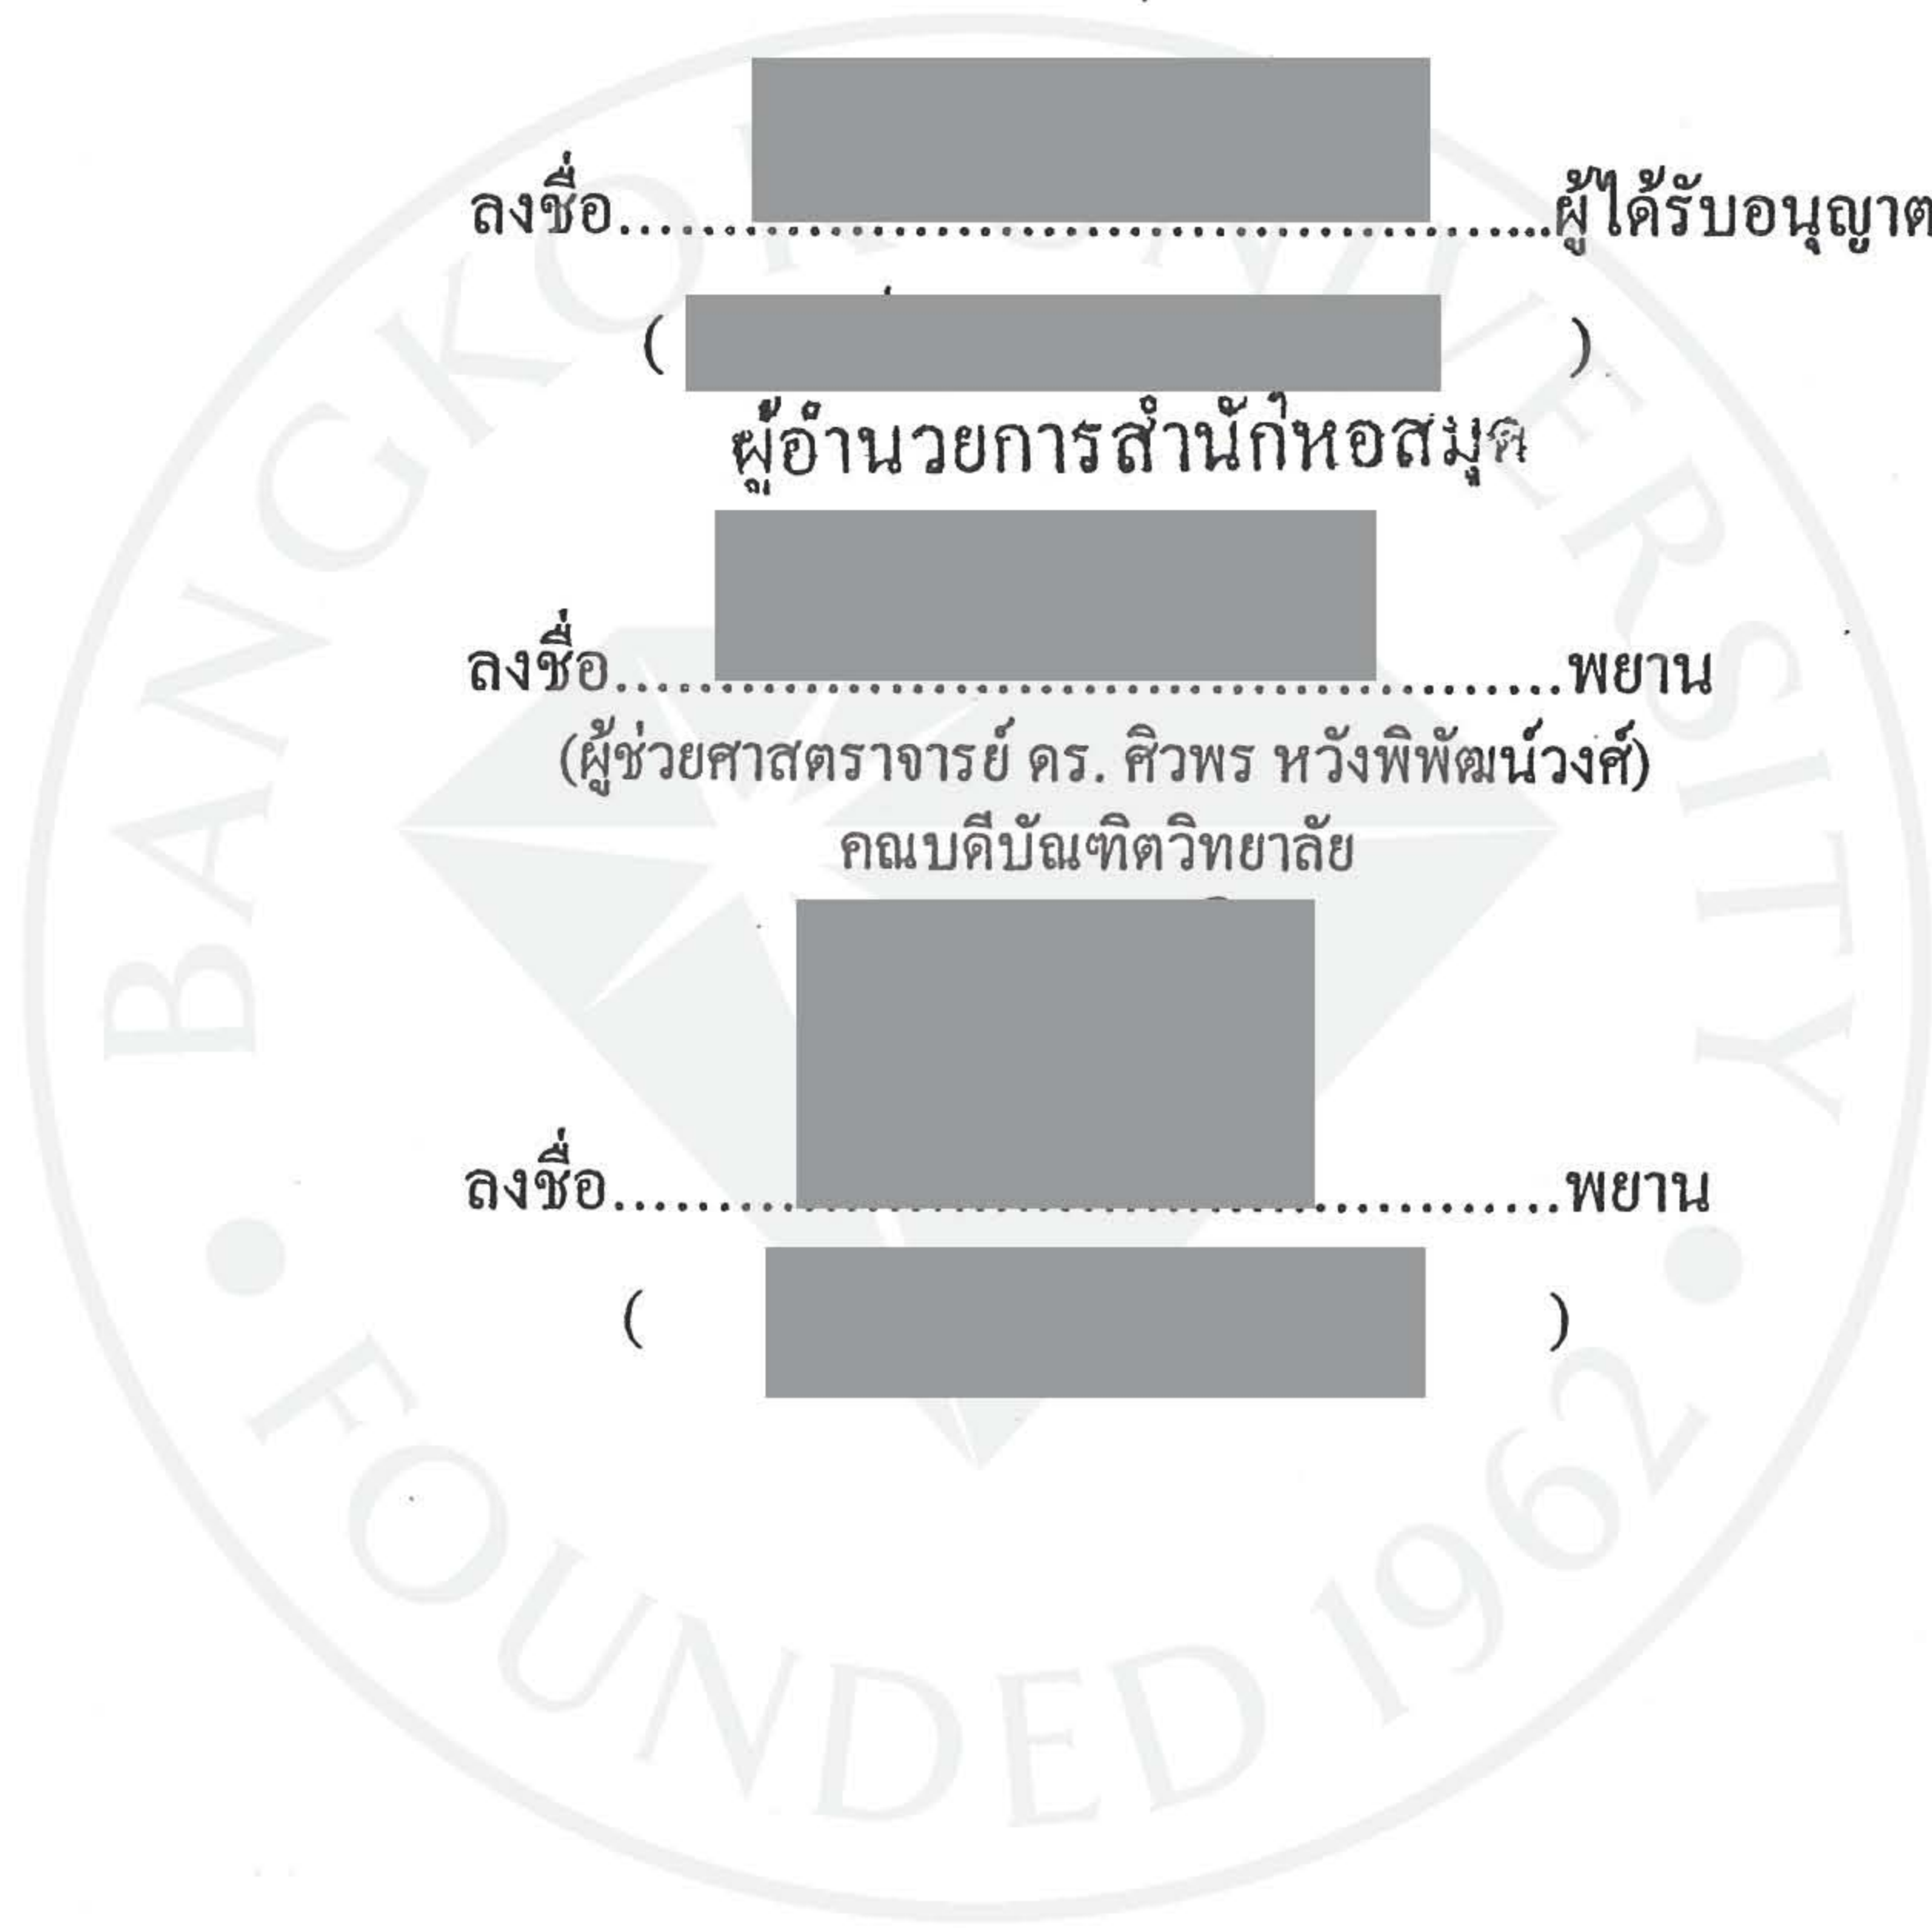 ลงชื่อ............................................ผู้ได้รับอนุญาต
( )
ผู้อำนวยการสำนักหอสมุด
ลงชื่อ............................................พยาน
(ผู้ช่วยศาสตราจารย์ ดร. ศิวพร หวังพิพัฒน์วงศ์)
คณบดีบัณฑิตวิทยาลัย
ลงชื่อ............................................พยาน
( )
BANGKOK UNIVERSITY
FOUNDED 1962